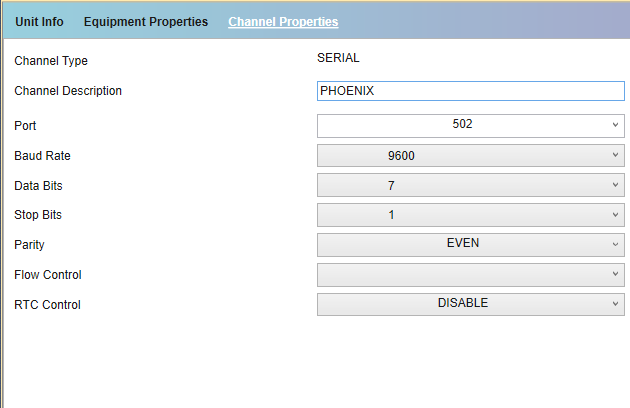 Unit Info Equipment Properties Channel Properties
Channel Type SERIAL
Channel Description PHOENIX
Port 502
Baud Rate 9600
Data Bits 7
Stop Bits 1
Parity EVEN
Flow Control
RTC Control DISABLE